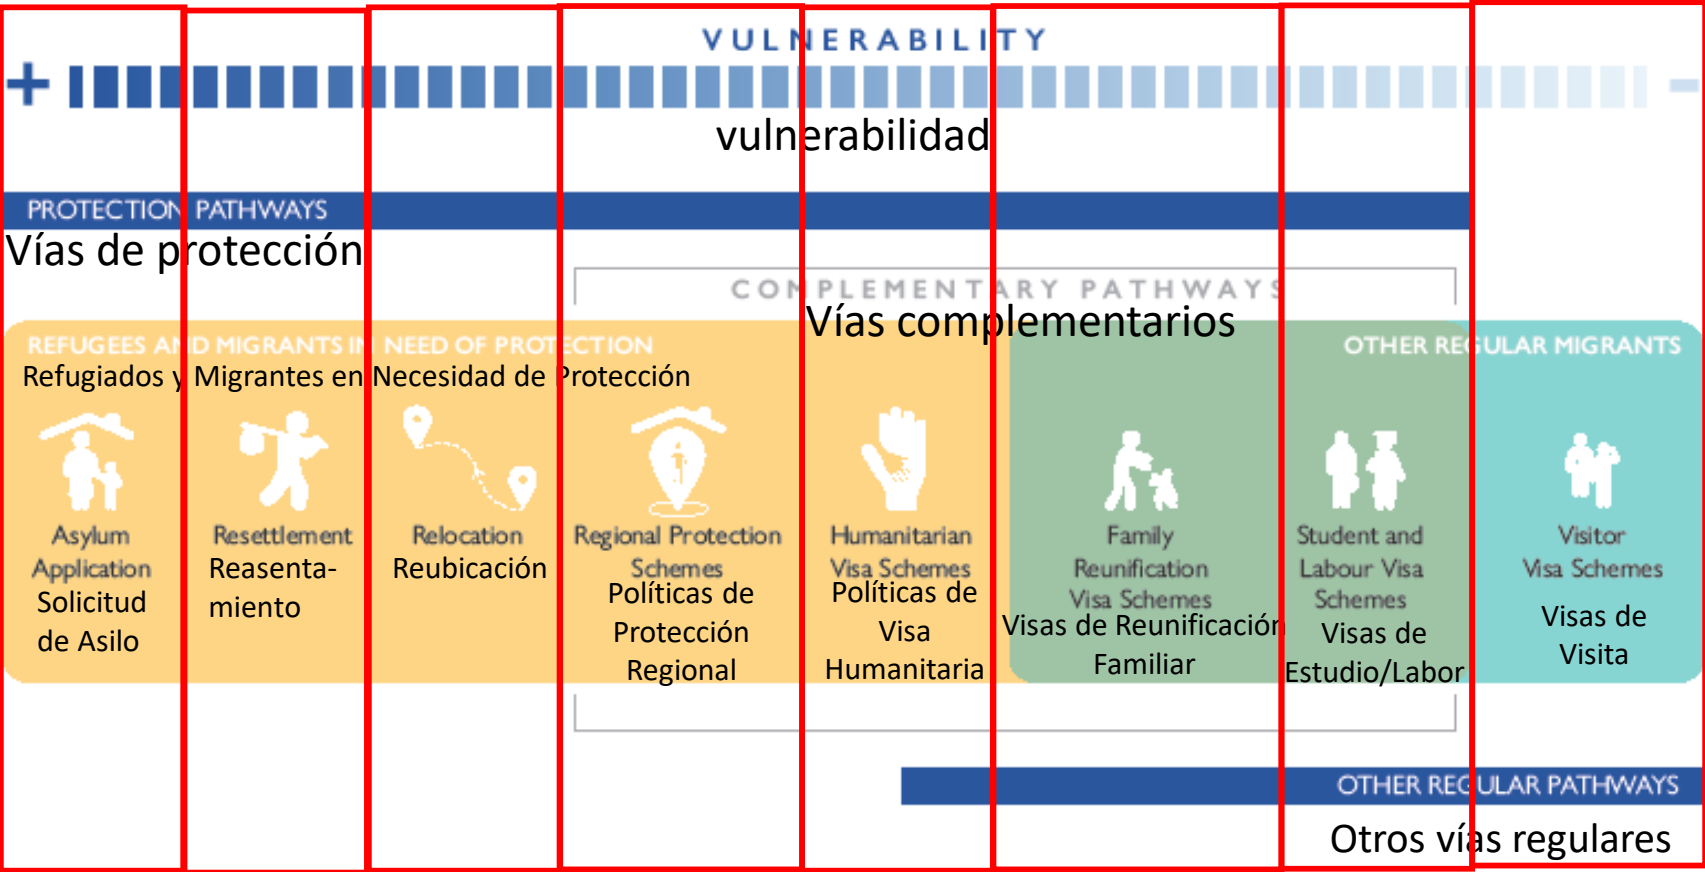 VULNERABILITY
+ -
vulnerabilidad
PROTECTION PATHWAYS
Vías de protección
COMPLEMENTARY PATHWAYS
Vías complementarios
REFUGEES AND MIGRANTS IN NEED OF PROTECTION
OTHER REGULAR MIGRANTS
Refugiados y Migrantes en Necesidad de Protección
Asylum
Application
Solicitud
de Asilo
Resettlement
Reasenta-
miento
Relocation
Reubicación
Regional Protection
Schemes
Políticas de
Protección
Regional
Humanitarian
Visa Schemes
Políticas de
Visa
Humanitaria
Family
Reunification
Visa Schemes
Visas de Reunificación
Familiar
Student and
Labour Visa
Schemes
Visas de
Estudio/Labor
Visitor
Visa Schemes
Visas de
Visita
OTHER REGULAR PATHWAYS
Otros vías regulares